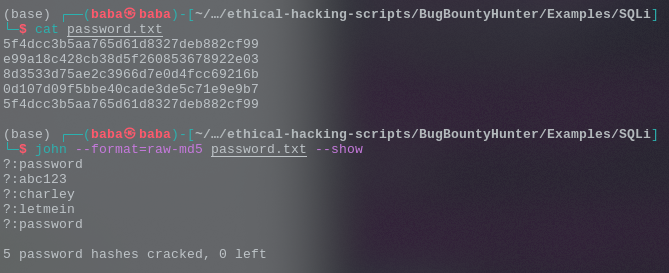 (base) ┌──(baba㉿baba)-[~/…/ethical-hacking-scripts/BugBountyHunter/Examples/SQLi]
└─$ cat password.txt
5f4dcc3b5aa765d61d8327deb882cf99
e99a18c428cb38d5f260853678922e03
8d3533d75ae2c3966d7e0d4fcc69216b
0d107d09f5bbe40cade3de5c71e9e9b7
5f4dcc3b5aa765d61d8327deb882cf99
(base) ┌──(baba㉿baba)-[~/…/ethical-hacking-scripts/BugBountyHunter/Examples/SQLi]
└─$ john --format=raw-md5 password.txt --show
?:password
?:abc123
?:charley
?:letmein
?:password
5 password hashes cracked, 0 left